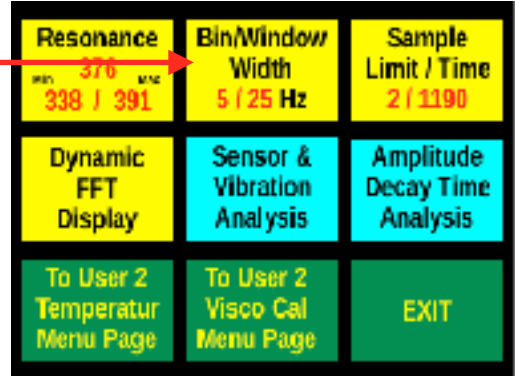 Resonance
376
Min Max
338 / 391
Bin/Window
Width
5 / 25 Hz
Sample
Limit / Time
2 / 1190
Dynamic
FFT
Display
Sensor &
Vibration
Analysis
Amplitude
Decay Time
Analysis
To User 2
Temperatur
Menu Page
To User 2
Visco Cal
Menu Page
EXIT